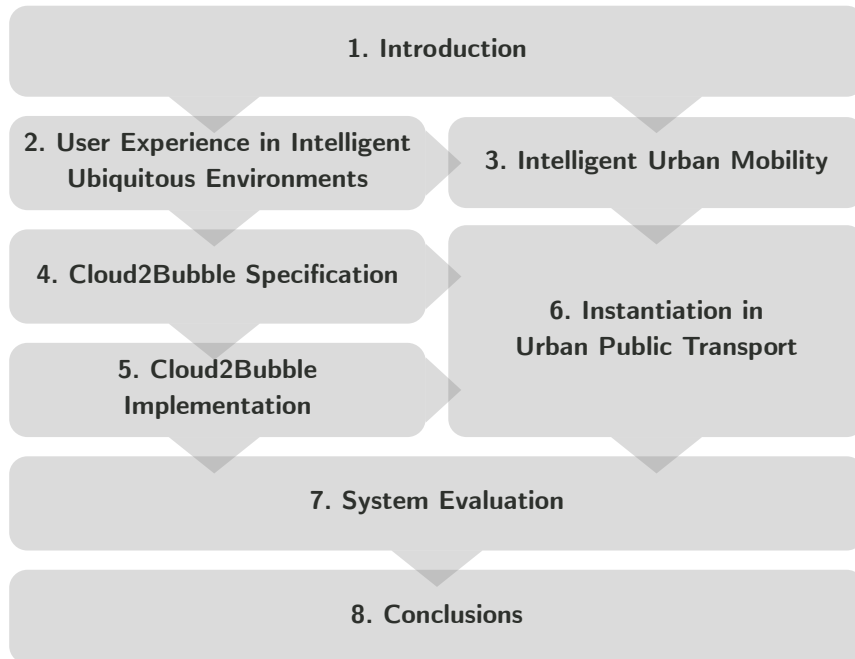 1. Introduction
2. User Experience in Intelligent
Ubiquitous Environments
3. Intelligent Urban Mobility
4. Cloud2Bubble Specification
5. Cloud2Bubble
Implementation
6. Instantiation in
Urban Public Transport
7. System Evaluation
8. Conclusions